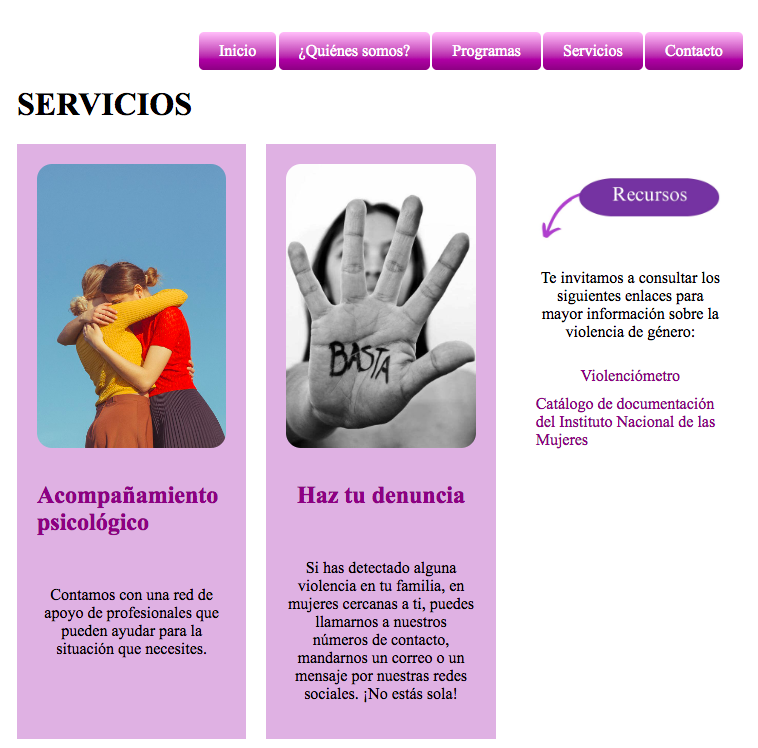 Inicio
¿Quiénes somos?
Programas
Servicios
Contacto
SERVICIOS
BASTA
Acompañamiento
psicológico
Contamos con una red de
apoyo de profesionales que
pueden ayudar para la
situación que necesites.
Haz tu denuncia
Si has detectado alguna
violencia en tu familia, en
mujeres cercanas a ti, puedes
llamarnos a nuestros
números de contacto,
mandarnos un correo o un
mensaje por nuestras redes
sociales. ¡No estás sola!
Recursos
Te invitamos a consultar los
siguientes enlaces para
mayor información sobre la
violencia de género:
Violenciómetro
Catálogo de documentación
del Instituto Nacional de las
Mujeres